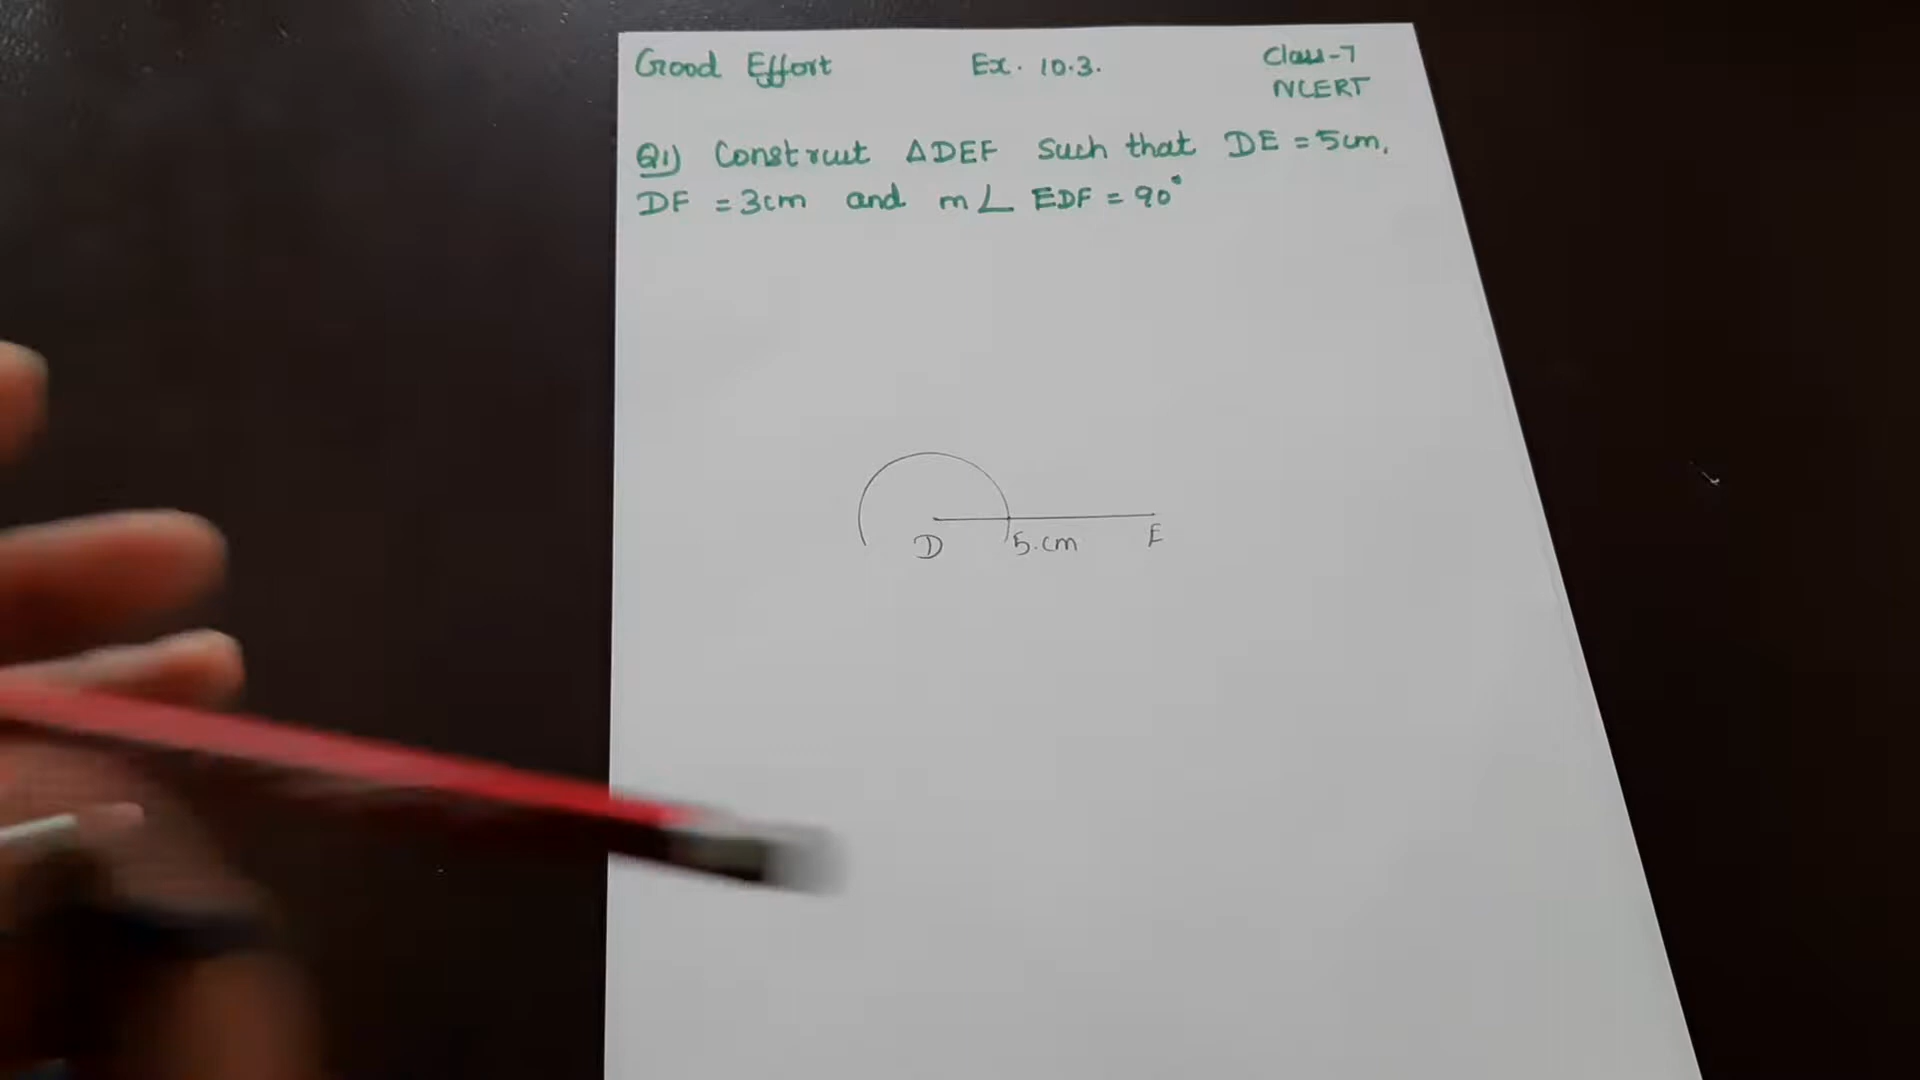 Good Effort Ex. 10.3. Class-7
NCERT
Q1) Construct ΔDEF Such that DE = 5cm,
DF = 3cm and m∠ EDF = 90°
D 5.cm E